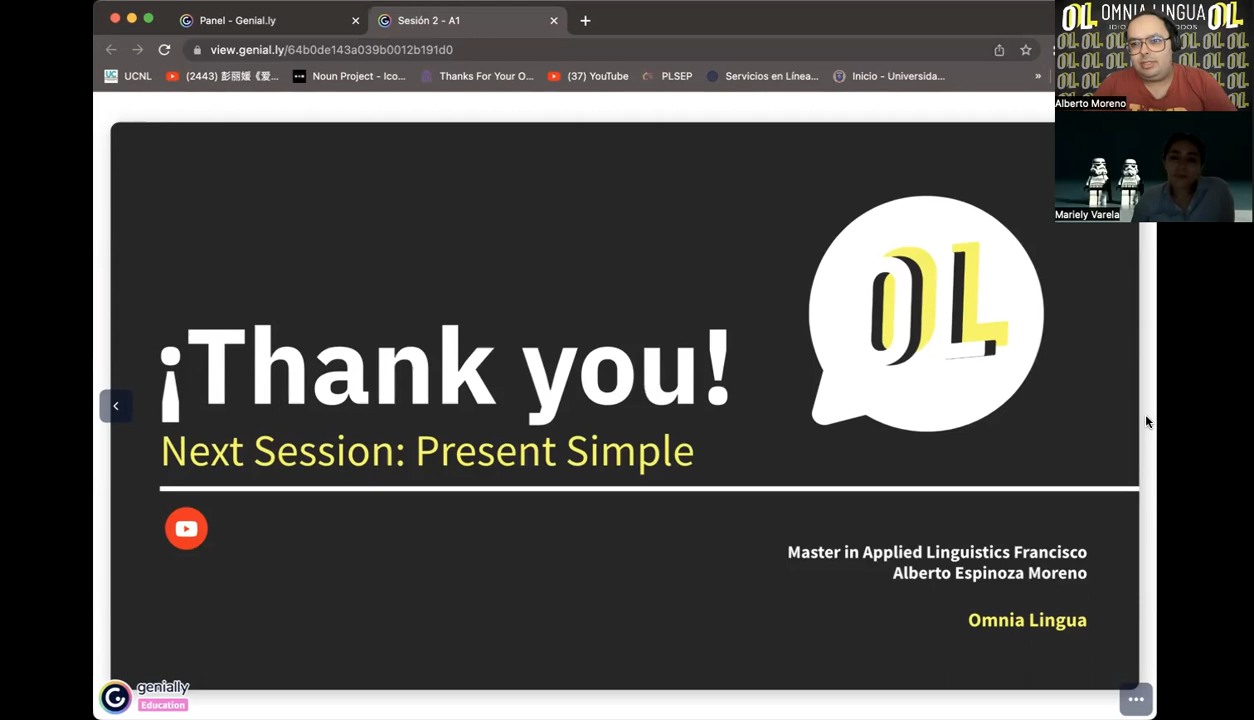 Panel - Genial.ly
Sesión 2 - A1
view.genial.ly/64b0de143a039b0012b191d0
UCNL
(2443) 彭丽媛《爱...
Noun Project - Ico...
Thanks For Your O...
(37) YouTube
PLSEP
Servicios en Línea...
Inicio - Universida...
»
OMNIA LINGUA
Alberto Moreno
Mariely Varela
OL
¡Thank you!
Next Session: Present Simple
Master in Applied Linguistics Francisco
Alberto Espinoza Moreno
Omnia Lingua
genially
Education